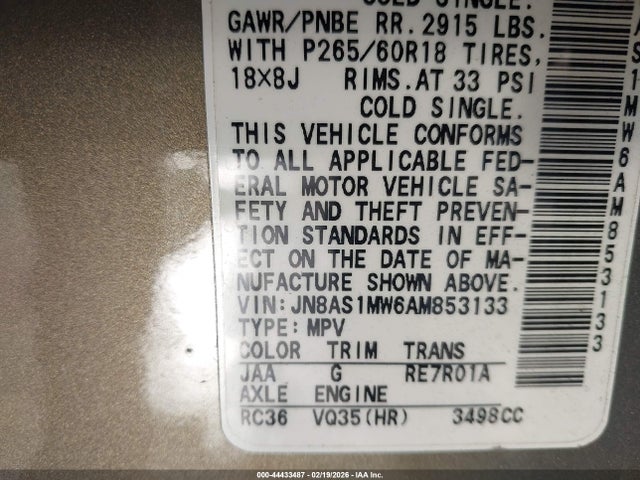 COLD SINGLE.
GAWR/PNBE RR.2915 LBS.
WITH P265/60R18 TIRES,
18X8J RIMS.AT 33 PSI
COLD SINGLE.
THIS VEHICLE CONFORMS
TO ALL APPLICABLE FED-
ERAL MOTOR VEHICLE SA-
FETY AND THEFT PREVEN-
TION STANDARDS IN EFF-
ECT ON THE DATE OF MA-
NUFACTURE SHOWN ABOVE.
VIN:JN8AS1MW6AM853133
TYPE:MPV
COLOR TRIM TRANS
JAA G RE7R01A
AXLE ENGINE
RC36 VQ35(HR) 3498CC
S1MW6AM853133
000-44433487 - 02/19/2026 - IAA Inc.